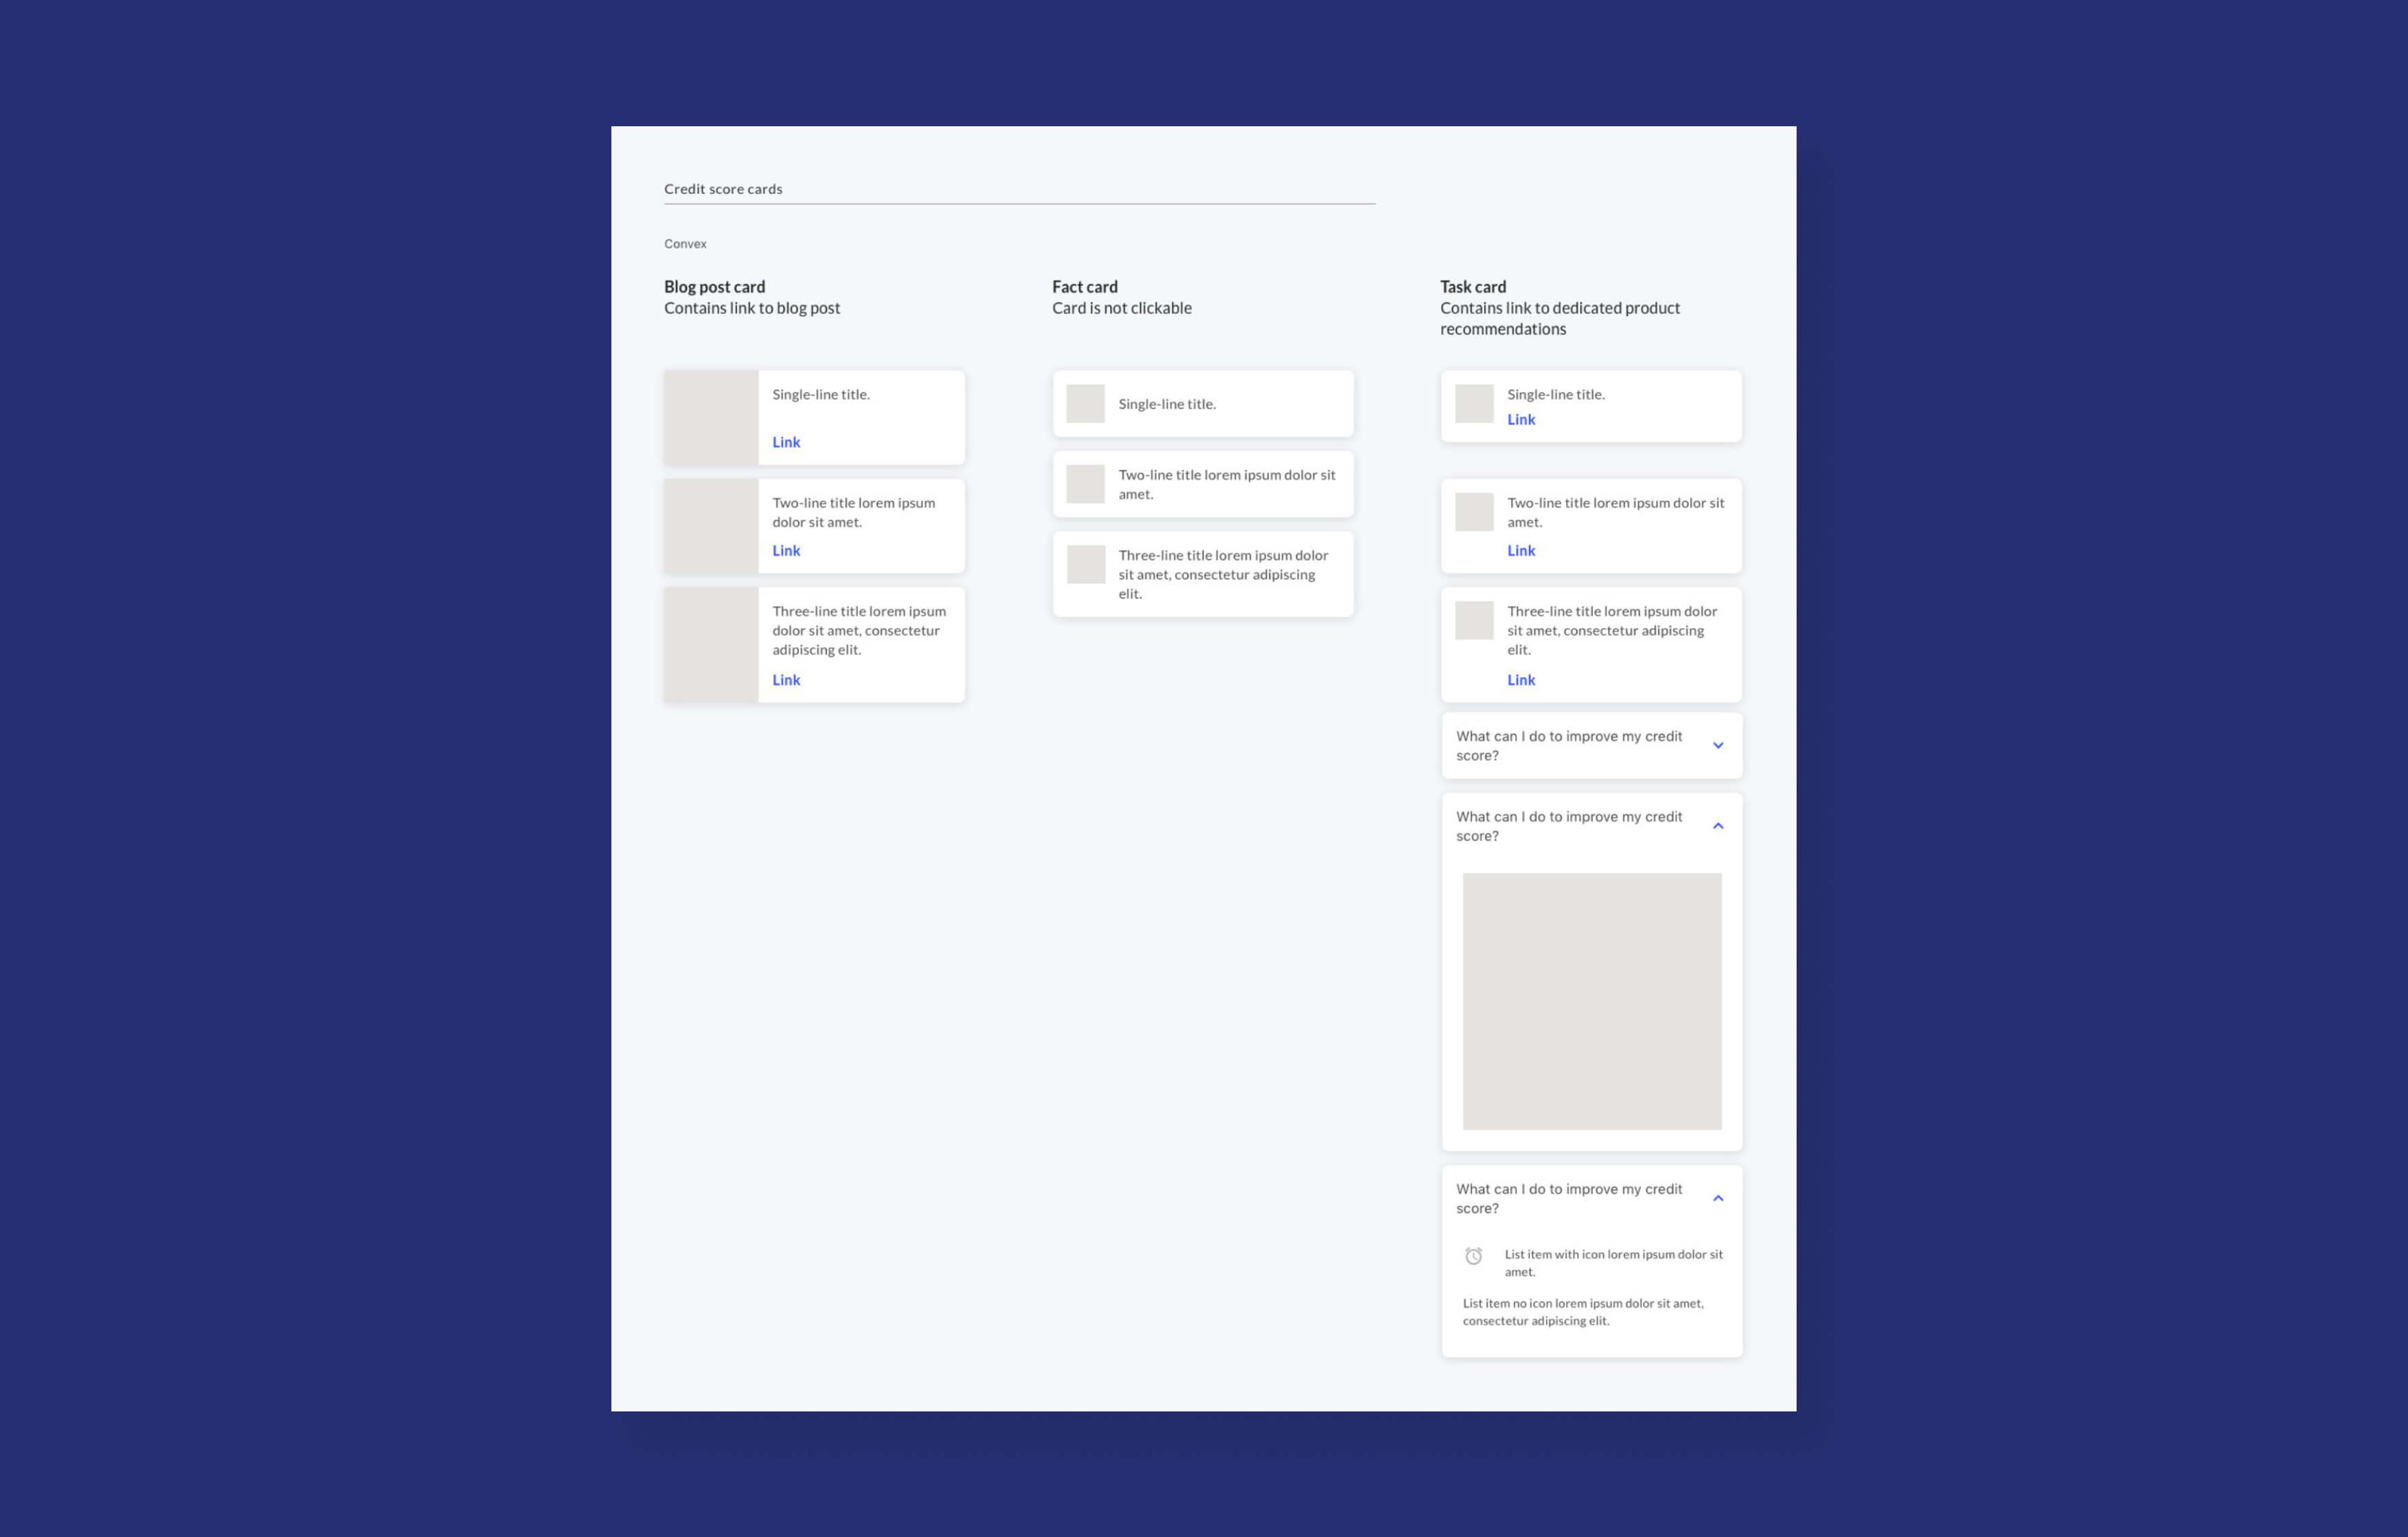 Credit score cards
Convex
Blog post card
Contains link to blog post
Single-line title.
Link
Two-line title lorem ipsum
dolor sit amet.
Link
Three-line title lorem ipsum
dolor sit amet, consectetur
adipiscing elit.
Link
Fact card
Card is not clickable
Single-line title.
Two-line title lorem ipsum dolor sit
amet.
Three-line title lorem ipsum dolor
sit amet, consectetur adipiscing
elit.
Task card
Contains link to dedicated product
recommendations
Single-line title.
Link
Two-line title lorem ipsum dolor sit
amet.
Link
Three-line title lorem ipsum dolor
sit amet, consectetur adipiscing
elit.
Link
What can I do to improve my credit
score?
What can I do to improve my credit
score?
What can I do to improve my credit
score?
List item with icon lorem ipsum dolor sit
amet.
List item no icon lorem ipsum dolor sit amet,
consectetur adipiscing elit.